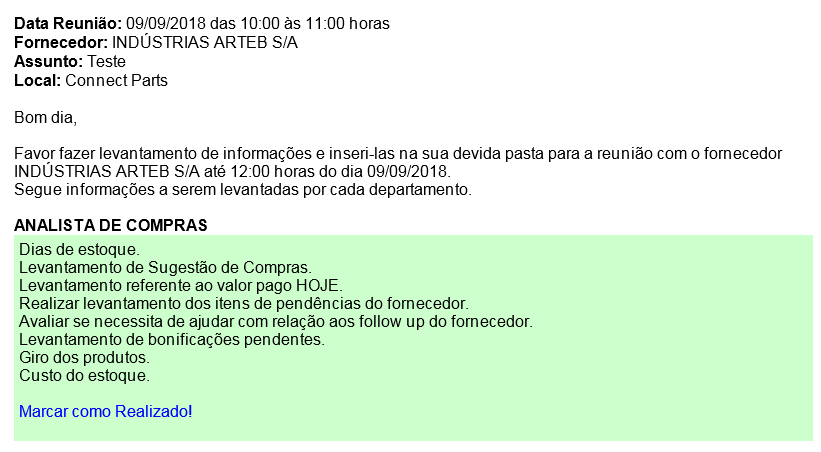 Data Reunião: 09/09/2018 das 10:00 às 11:00 horas
Fornecedor: INDÚSTRIAS ARTEB S/A
Assunto: Teste
Local: Connect Parts
Bom dia,
Favor fazer levantamento de informações e inseri-las na sua devida pasta para a reunião com o fornecedor
INDÚSTRIAS ARTEB S/A até 12:00 horas do dia 09/09/2018.
Segue informações a serem levantadas por cada departamento.
ANALISTA DE COMPRAS
Dias de estoque.
Levantamento de Sugestão de Compras.
Levantamento referente ao valor pago HOJE.
Realizar levantamento dos itens de pendências do fornecedor.
Avaliar se necessita de ajudar com relação aos follow up do fornecedor.
Levantamento de bonificações pendentes.
Giro dos produtos.
Custo do estoque.
Marcar como Realizado!